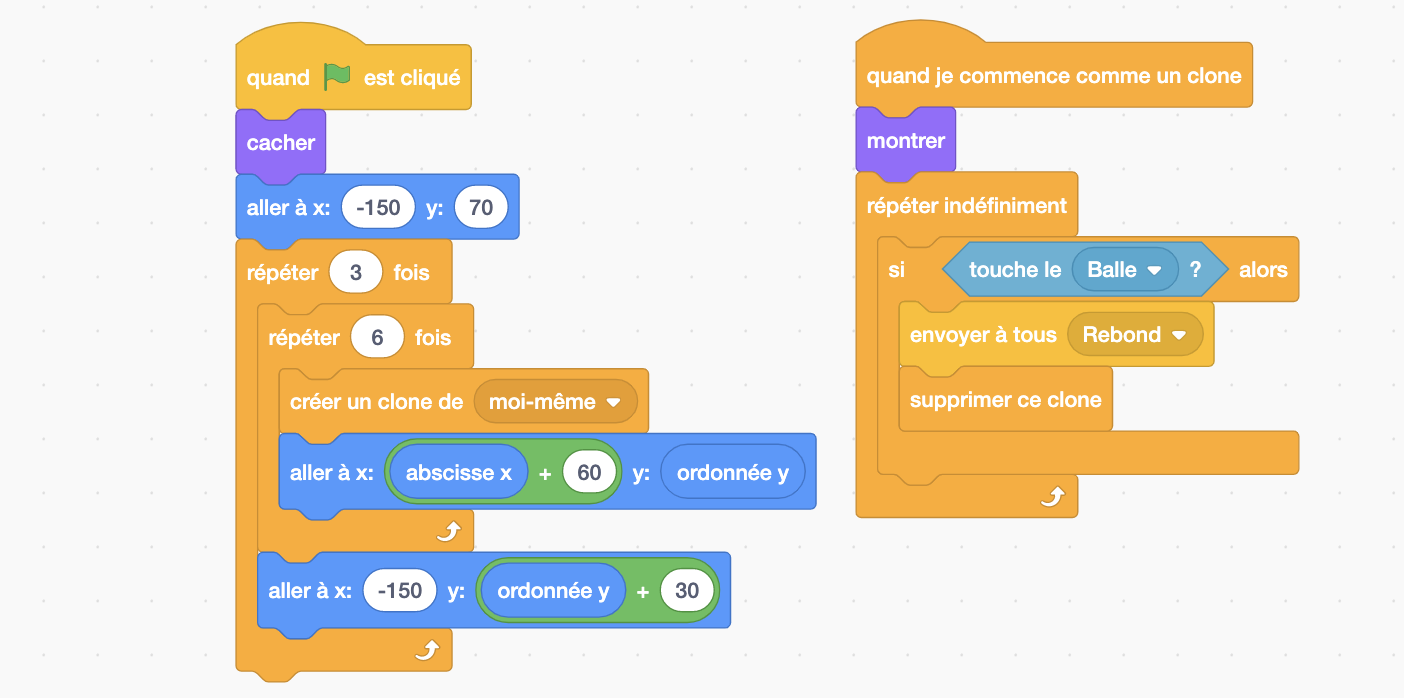 quand est cliqué
cacher
aller à x: -150 y: 70
répéter 3 fois
répéter 6 fois
créer un clone de moi-même
aller à x: abscisse x + 60 y: ordonnée y
aller à x: -150 y: ordonnée y + 30
quand je commence comme un clone
montrer
répéter indéfiniment
si touche le Balle ? alors
envoyer à tous Rebond
supprimer ce clone